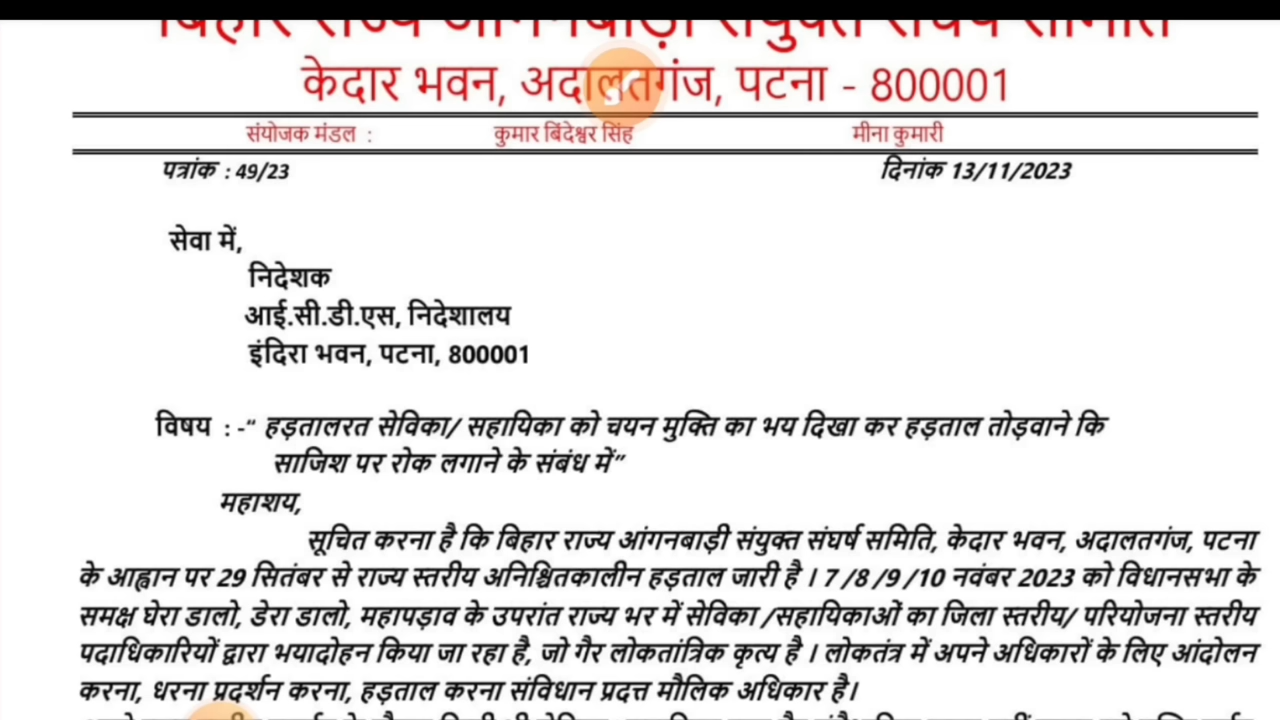 बिहार राज्य आंगनबाड़ी संयुक्त संघर्ष समिति
केदार भवन, अदालतगंज, पटना - 800001
संयोजक मंडल : कुमार बिंदेश्वर सिंह मीना कुमारी
पत्रांक : 49/23 दिनांक 13/11/2023
सेवा में,
निदेशक
आई.सी.डी.एस, निदेशालय
इंदिरा भवन, पटना, 800001
विषय : -“ हड़तालरत सेविका/ सहायिका को चयन मुक्ति का भय दिखा कर हड़ताल तोड़वाने कि
साजिश पर रोक लगाने के संबंध में”
महाशय,
सूचित करना है कि बिहार राज्य आंगनबाड़ी संयुक्त संघर्ष समिति, केदार भवन, अदालतगंज, पटना
के आह्वान पर 29 सितंबर से राज्य स्तरीय अनिश्चितकालीन हड़ताल जारी है । 7 /8 /9 /10 नवंबर 2023 को विधानसभा के
समक्ष घेरा डालो, डेरा डालो, महापड़ाव के उपरांत राज्य भर में सेविका /सहायिकाओं का जिला स्तरीय/ परियोजना स्तरीय
पदाधिकारियों द्वारा भयादोहन किया जा रहा है, जो गैर लोकतांत्रिक कृत्य है । लोकतंत्र में अपने अधिकारों के लिए आंदोलन
करना, धरना प्रदर्शन करना, हड़ताल करना संविधान प्रदत्त मौलिक अधिकार है।